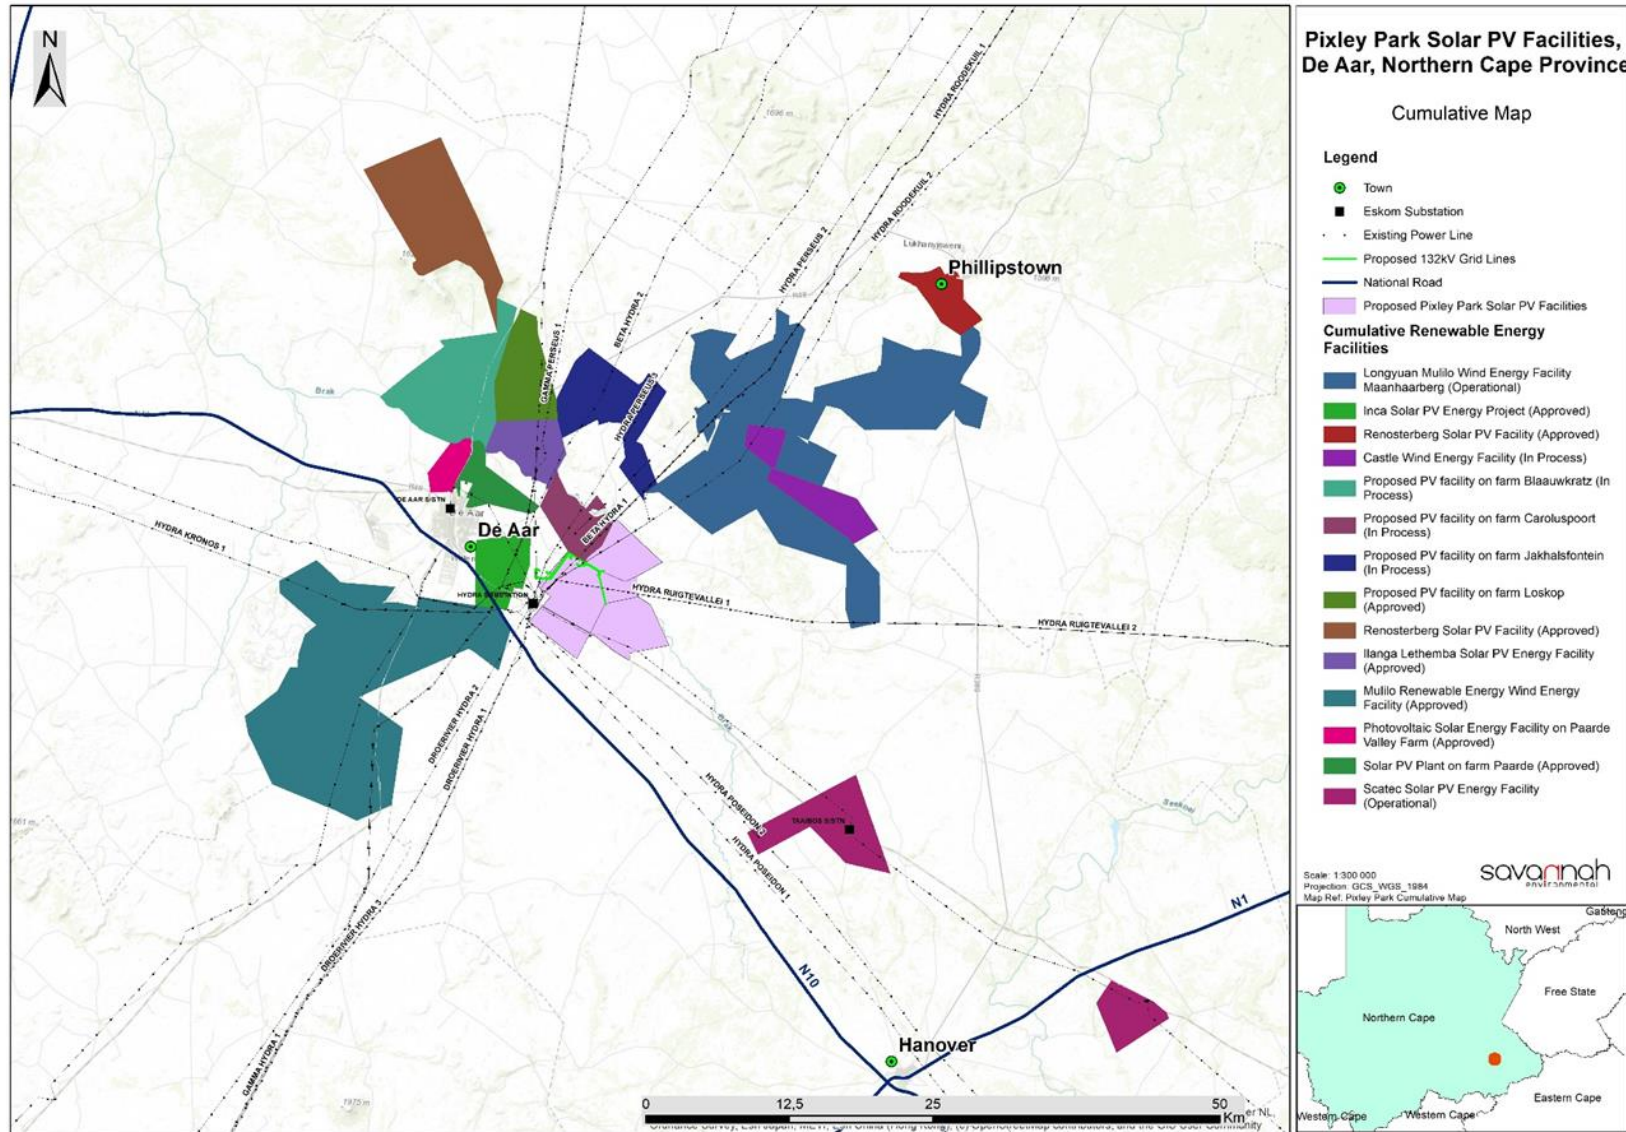 N
1696 m
HYDRA ROODEKUIL 1
HYDRA ROODEKUIL 2
HYDRA PERSEUS 2
Phillipstown
BETA HYDRA 2
GAMMA PERSEUS 1
HYDRA PERSEUS 3
Brak
DE AAR S/STN
De Aar
De Aar
BETA HYDRA 1
HYDRA KRONOS 1
HYDRA RUIGTEVALLEI 1
HYDRA RUIGTEVALLEI 2
DROERIVIER HYDRA 2
DROERIVIER HYDRA 1
Brak
HYDRA POSEIDON 2
HYDRA POSEIDON 1
TAAIBOS S/STN
Seekoei
DROERIVIER HYDRA 3
N10
N1
Hanover
GAMMA HYDRA 1
1975 m
0 12,5 25 50
Km
Pixley Park Solar PV Facilities,
De Aar, Northern Cape Province
Cumulative Map
Legend
Town
Eskom Substation
Existing Power Line
Proposed 132kV Grid Lines
National Road
Proposed Pixley Park Solar PV Facilities
Cumulative Renewable Energy
Facilities
Longyuan Mulilo Wind Energy Facility
Maanhaarberg (Operational)
Inca Solar PV Energy Project (Approved)
Renosterberg Solar PV Facility (Approved)
Castle Wind Energy Facility (In Process)
Proposed PV facility on farm Blaauwkratz (In
Process)
Proposed PV facility on farm Caroluspoort
(In Process)
Proposed PV facility on farm Jakhalsfontein
(In Process)
Proposed PV facility on farm Loskop
(Approved)
Renosterberg Solar PV Facility (Approved)
Ilanga Lethemba Solar PV Energy Facility
(Approved)
Mulilo Renewable Energy Wind Energy
Facility (Approved)
Photovoltaic Solar Energy Facility on Paarde
Valley Farm (Approved)
Solar PV Plant on farm Paarde (Approved)
Scatec Solar PV Energy Facility
(Operational)
savannah
environmental
Scale: 1:300 000
Projection: GCS_WGS_1984
Map Ref: Pixley Park Cumulative Map
North West
Free State
Northern Cape
Eastern Cape
Western Cape
Western Cape